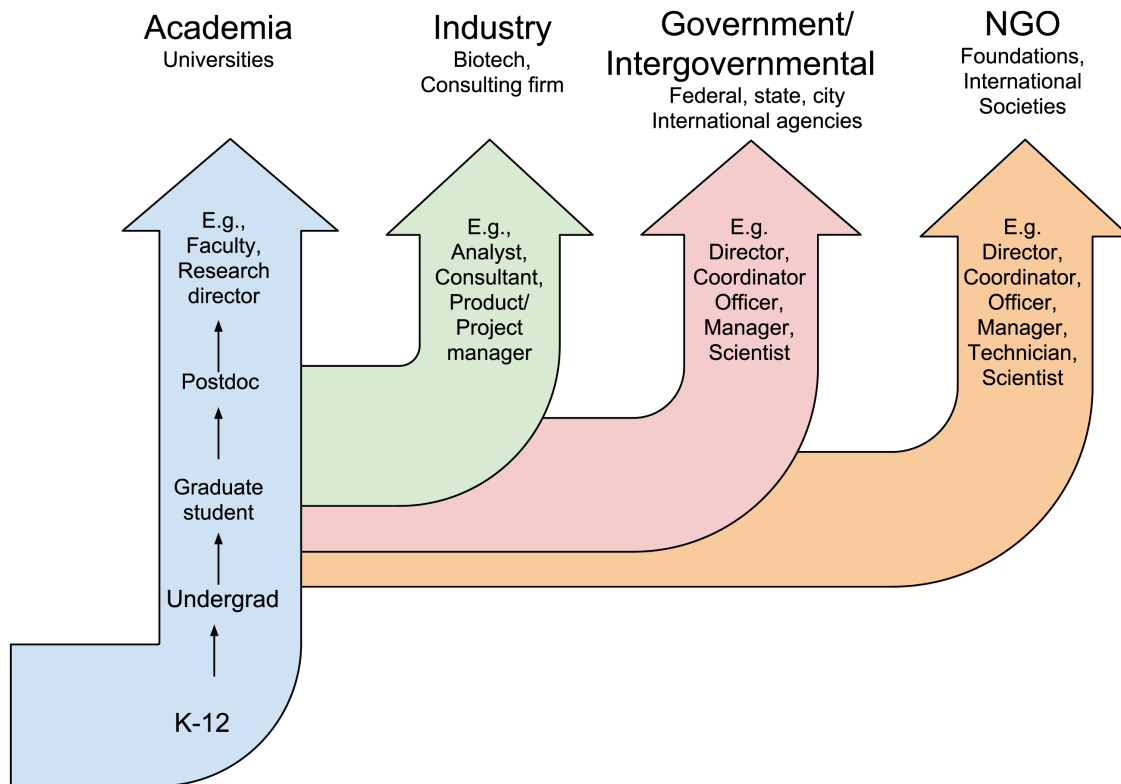 Academia
Universities
Industry
Biotech,
Consulting firm
Government/
Intergovernmental
Federal, state, city
International agencies
NGO
Foundations,
International
Societies
E.g.,
Faculty,
Research
director
Postdoc
Graduate
student
Undergrad
K-12
E.g.,
Analyst,
Consultant,
Product/
Project
manager
E.g.
Director,
Coordinator
Officer,
Manager,
Scientist
E.g.
Director,
Coordinator,
Officer,
Manager,
Technician,
Scientist